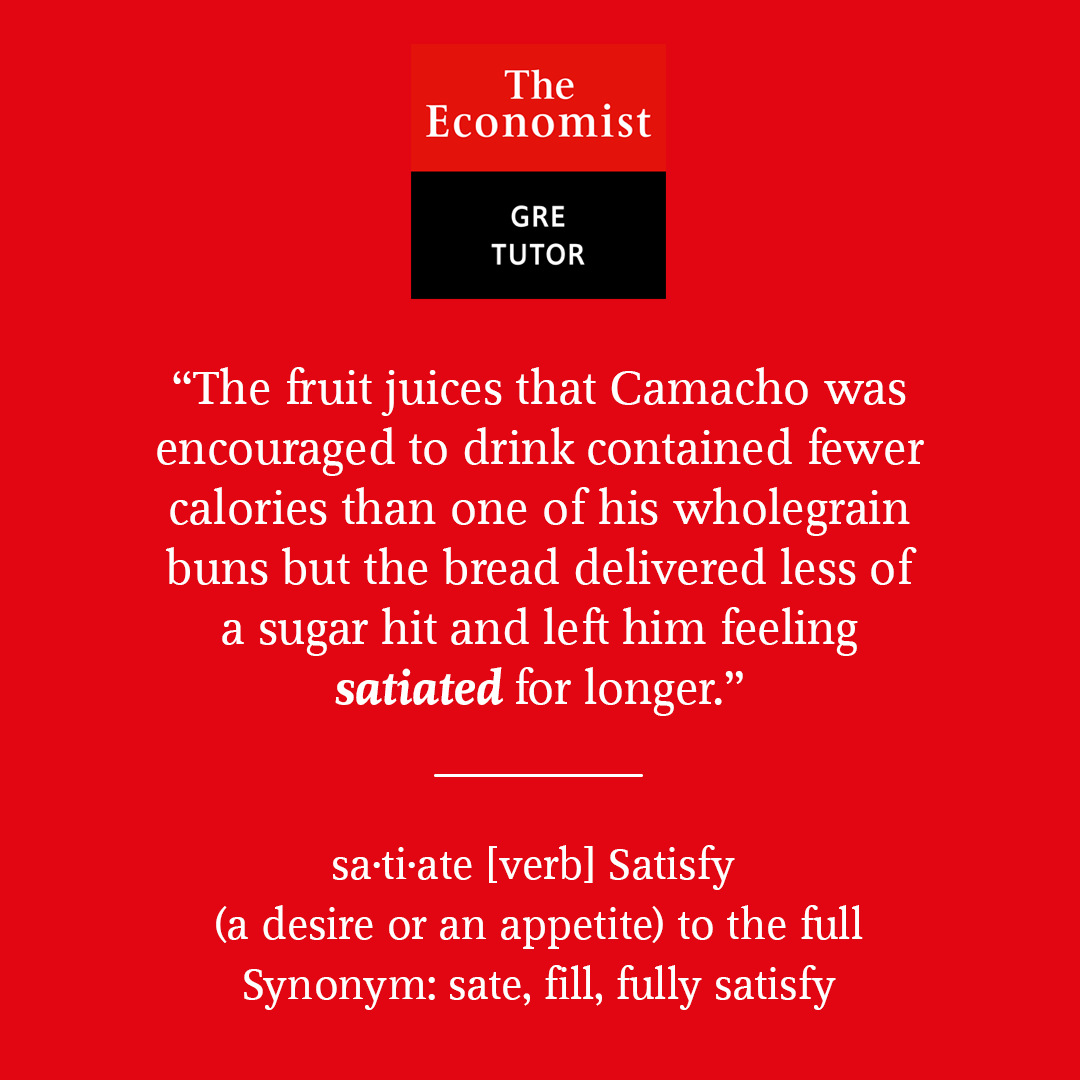 The
Economist
GRE
TUTOR
“The fruit juices that Camacho was
encouraged to drink contained fewer
calories than one of his wholegrain
buns but the bread delivered less of
a sugar hit and left him feeling
satiated for longer.”
sa·ti·ate [verb] Satisfy
(a desire or an appetite) to the full
Synonym: sate, fill, fully satisfy